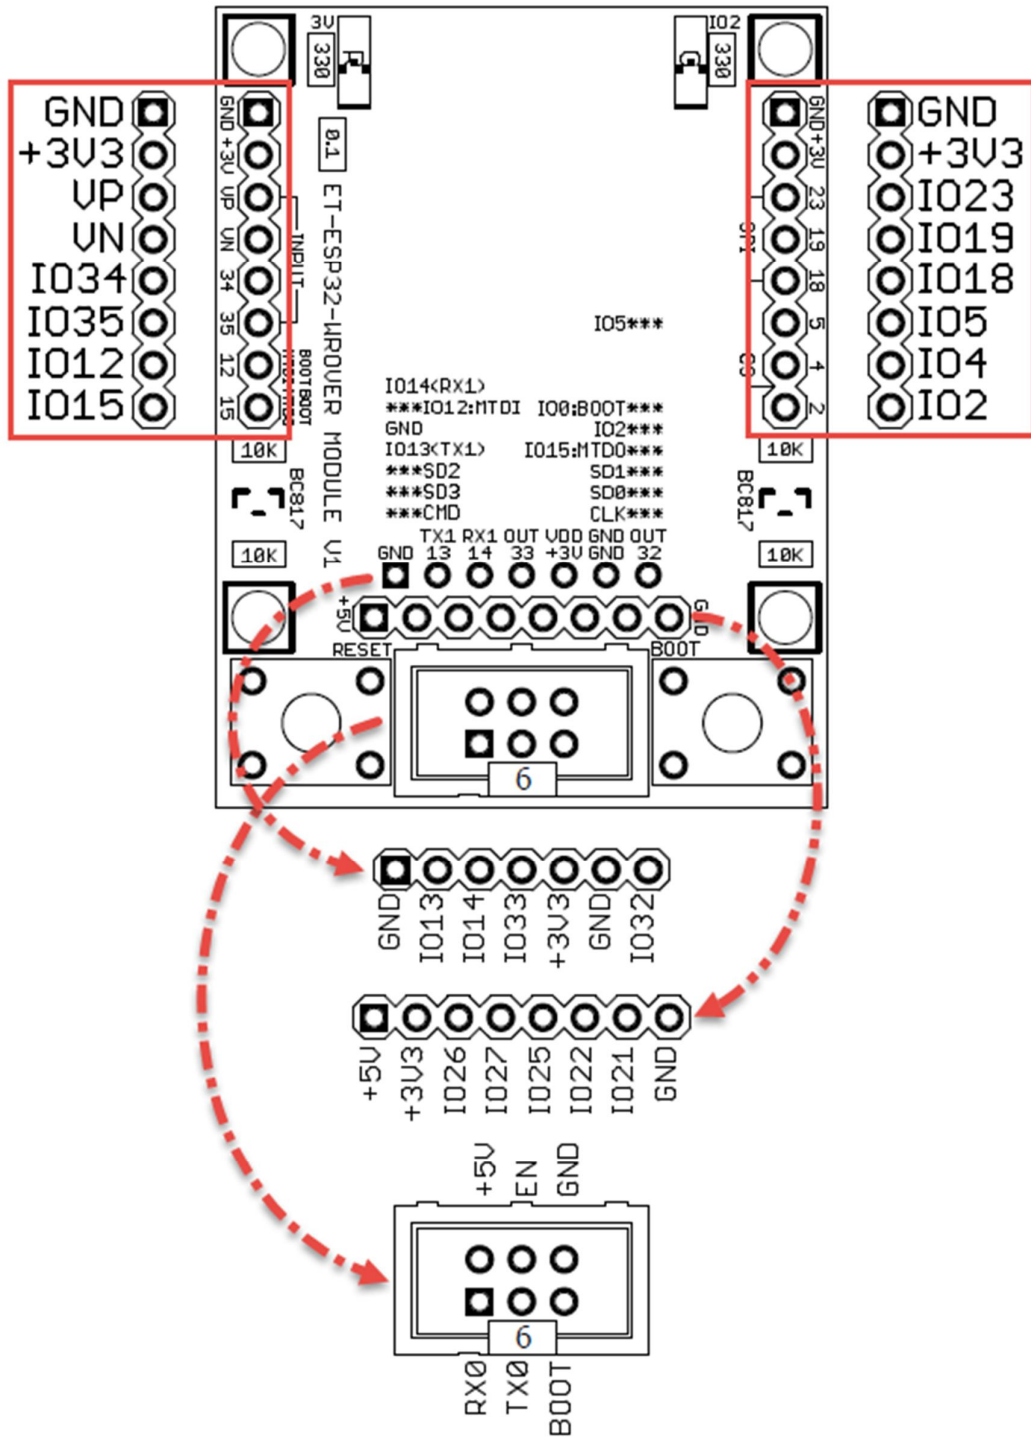 3V
IO2
330
330
R
G
GND
+3V3
VP
VN
IO34
IO35
IO12
IO15
GND
+3V
VP
VN
34
35
12
15
INPUT
BOOT BOOT
0.1
ET-ESP32-WROVER MODULE V1
GND
+3V
23
19
18
5
4
2
SPI
GND
+3V3
IO23
IO19
IO18
IO5
IO4
IO2
IO5***
IO14(RX1)
***IO12:MTDI IO0:BOOT***
GND IO2***
IO13(TX1) IO15:MTDO***
***SD2 SD1***
***SD3 SD0***
***CMD CLK***
10K
10K
BC817
BC817
10K
10K
TX1 RX1 OUT VDD GND OUT
GND 13 14 33 +3V GND 32
+5V
GND
RESET
BOOT
6
GND
IO13
IO14
IO33
+3V3
GND
IO32
+5V
+3V3
IO26
IO27
IO25
IO22
IO21
GND
+5V
EN
GND
6
RX0
TX0
BOOT